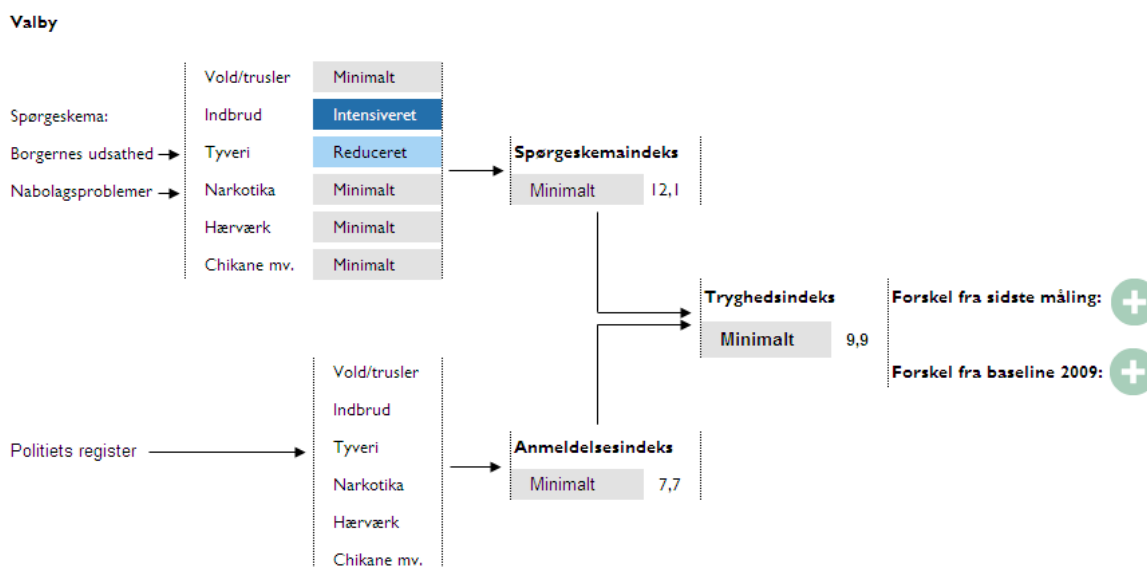 Valby
Vold/trusler Minimalt
Spørgeskema: Indbrud Intensiveret
Borgernes udsathed Tyveri Reduceret Spørgeskemaindeks
Nabolagsproblemer Narkotika Minimalt Minimalt 12,1
Hærværk Minimalt
Chikane mv. Minimalt
Tryghedsindeks Forskel fra sidste måling:
Minimalt 9,9
Vold/trusler Forskel fra baseline 2009:
Indbrud
Politiets register Tyveri Anmeldelsesindeks
Narkotika Minimalt 7,7
Hærværk
Chikane mv.